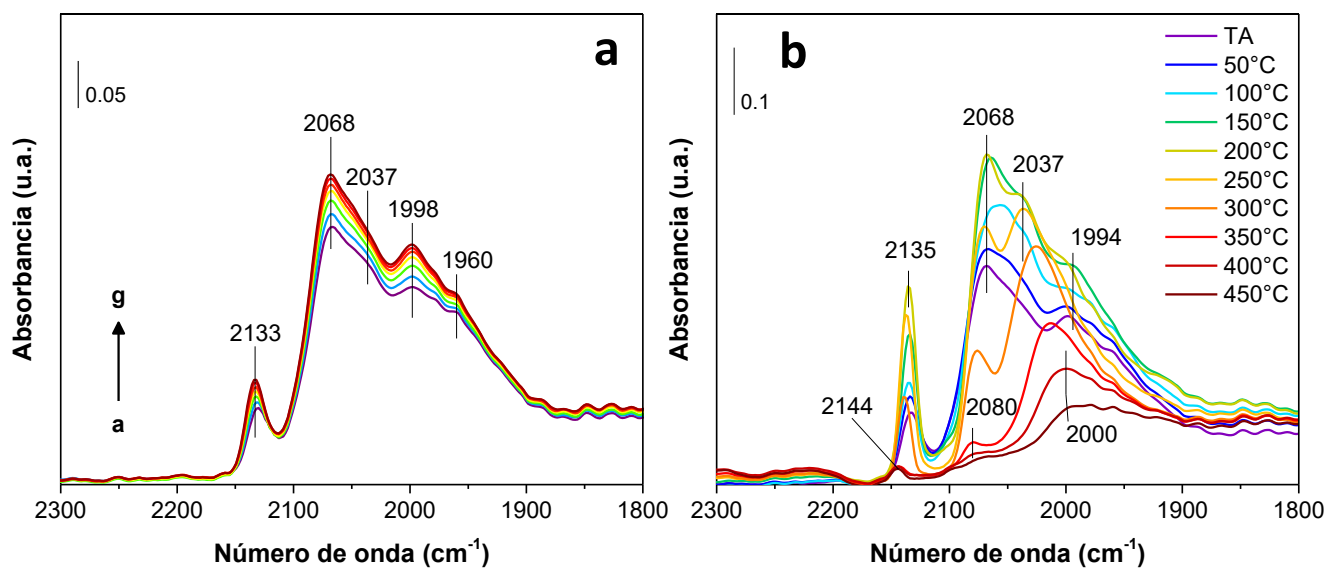 a
0.05
2068
2037
1998
1960
2133
g
a
Absorbancia (u.a.)
2300
2200
2100
2000
1900
1800
Número de onda (cm⁻¹)
b
0.1
2068
2037
1994
2135
2144
2080
2000
TA
50°C
100°C
150°C
200°C
250°C
300°C
350°C
400°C
450°C
Absorbancia (u.a.)
2300
2200
2100
2000
1900
1800
Número de onda (cm⁻¹)